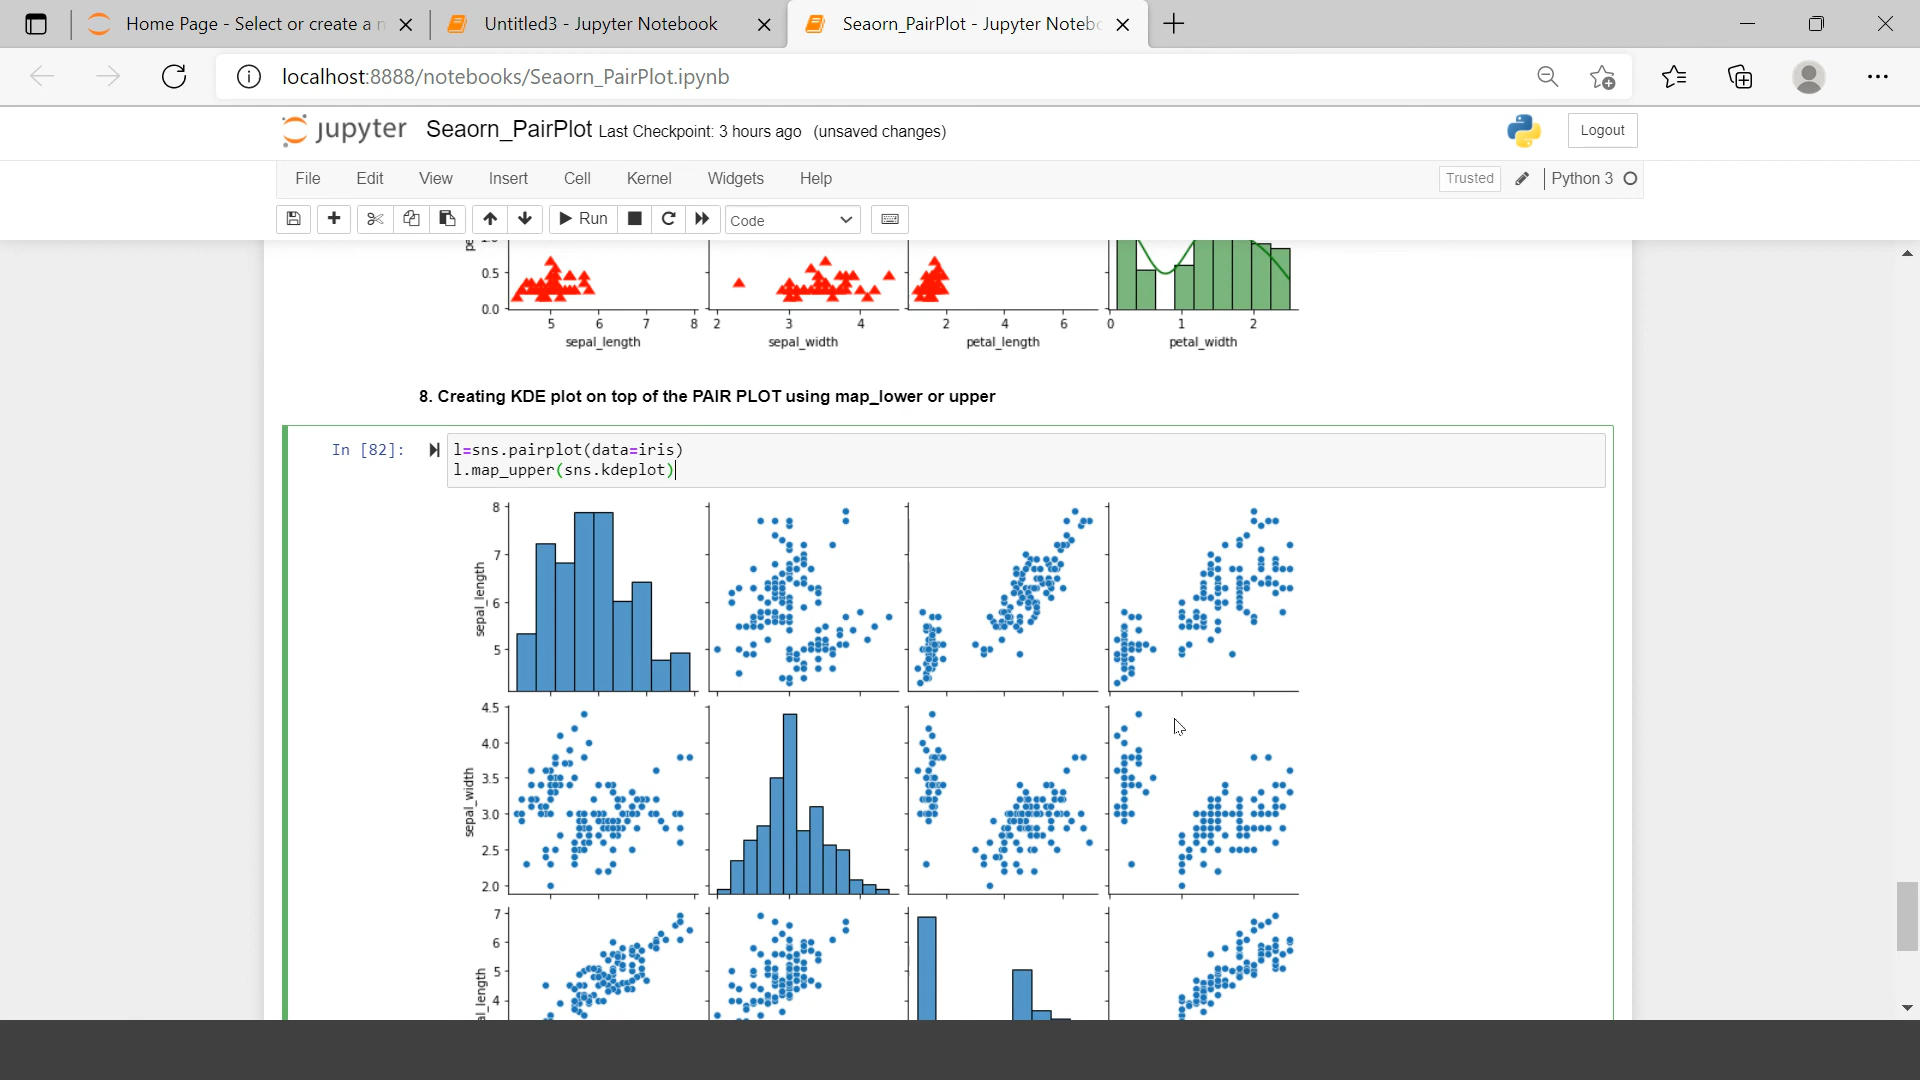 Home Page - Select or create a n
Untitled3 - Jupyter Notebook
Seaorn_PairPlot - Jupyter Notebo
localhost:8888/notebooks/Seaorn_PairPlot.ipynb
jupyter Seaorn_PairPlot Last Checkpoint: 3 hours ago (unsaved changes)
Logout
File Edit View Insert Cell Kernel Widgets Help
Trusted Python 3
Run Code
0.5
0.0
5 6 7 8 2 3 4 2 4 6 0 1 2
sepal_length sepal_width petal_length petal_width
8. Creating KDE plot on top of the PAIR PLOT using map_lower or upper
In [82]:
l=sns.pairplot(data=iris)
l.map_upper(sns.kdeplot)
8
7
6
5
sepal_length
4.5
4.0
3.5
3.0
2.5
2.0
sepal_width
7
6
5
4
al_length